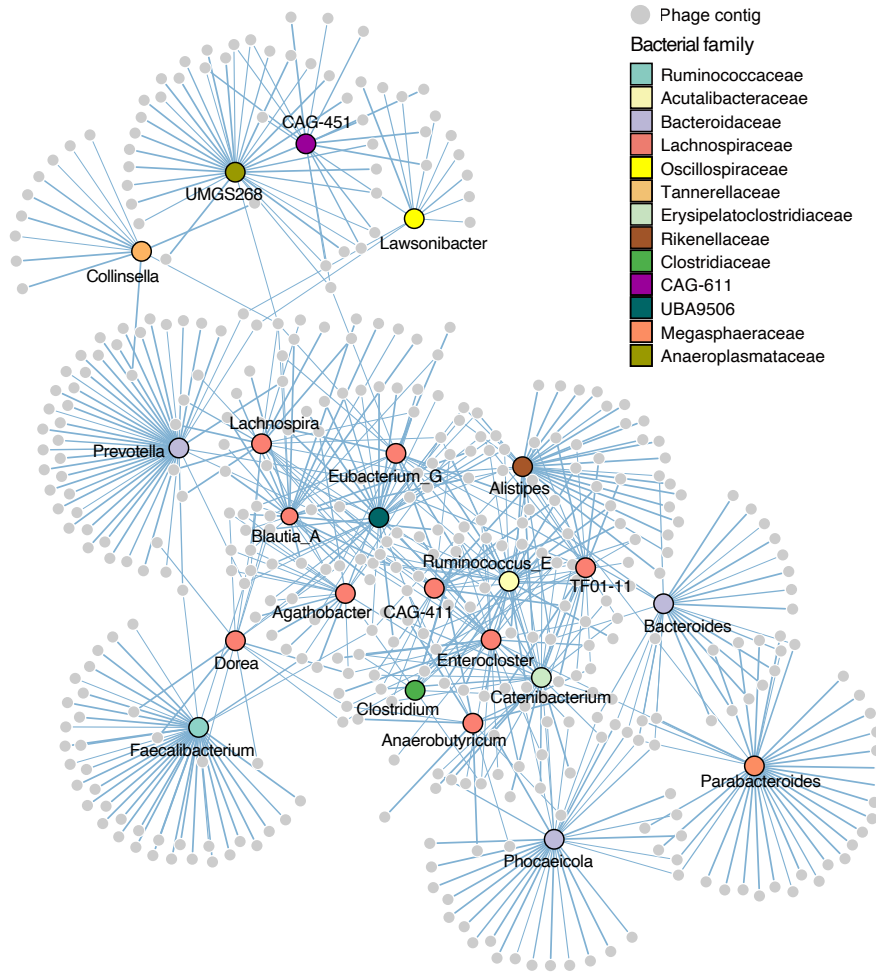 Phage contig
Bacterial family
Ruminococcaceae
Acutalibacteraceae
Bacteroidaceae
Lachnospiraceae
Oscillospiraceae
Tannerellaceae
Erysipelatoclostridiaceae
Rikenellaceae
Clostridiaceae
CAG-611
UBA9506
Megasphaeraceae
Anaeroplasmataceae
CAG-451
UMGS268
Lawsonibacter
Collinsella
Lachnospira
Prevotella
Eubacterium_G
Alistipes
Blautia_A
Ruminococcus_E
TF01-11
Agathobacter
CAG-411
Bacteroides
Dorea
Enterocloster
Catenibacterium
Clostridium
Anaerobutyricum
Faecalibacterium
Parabacteroides
Phocaeicola